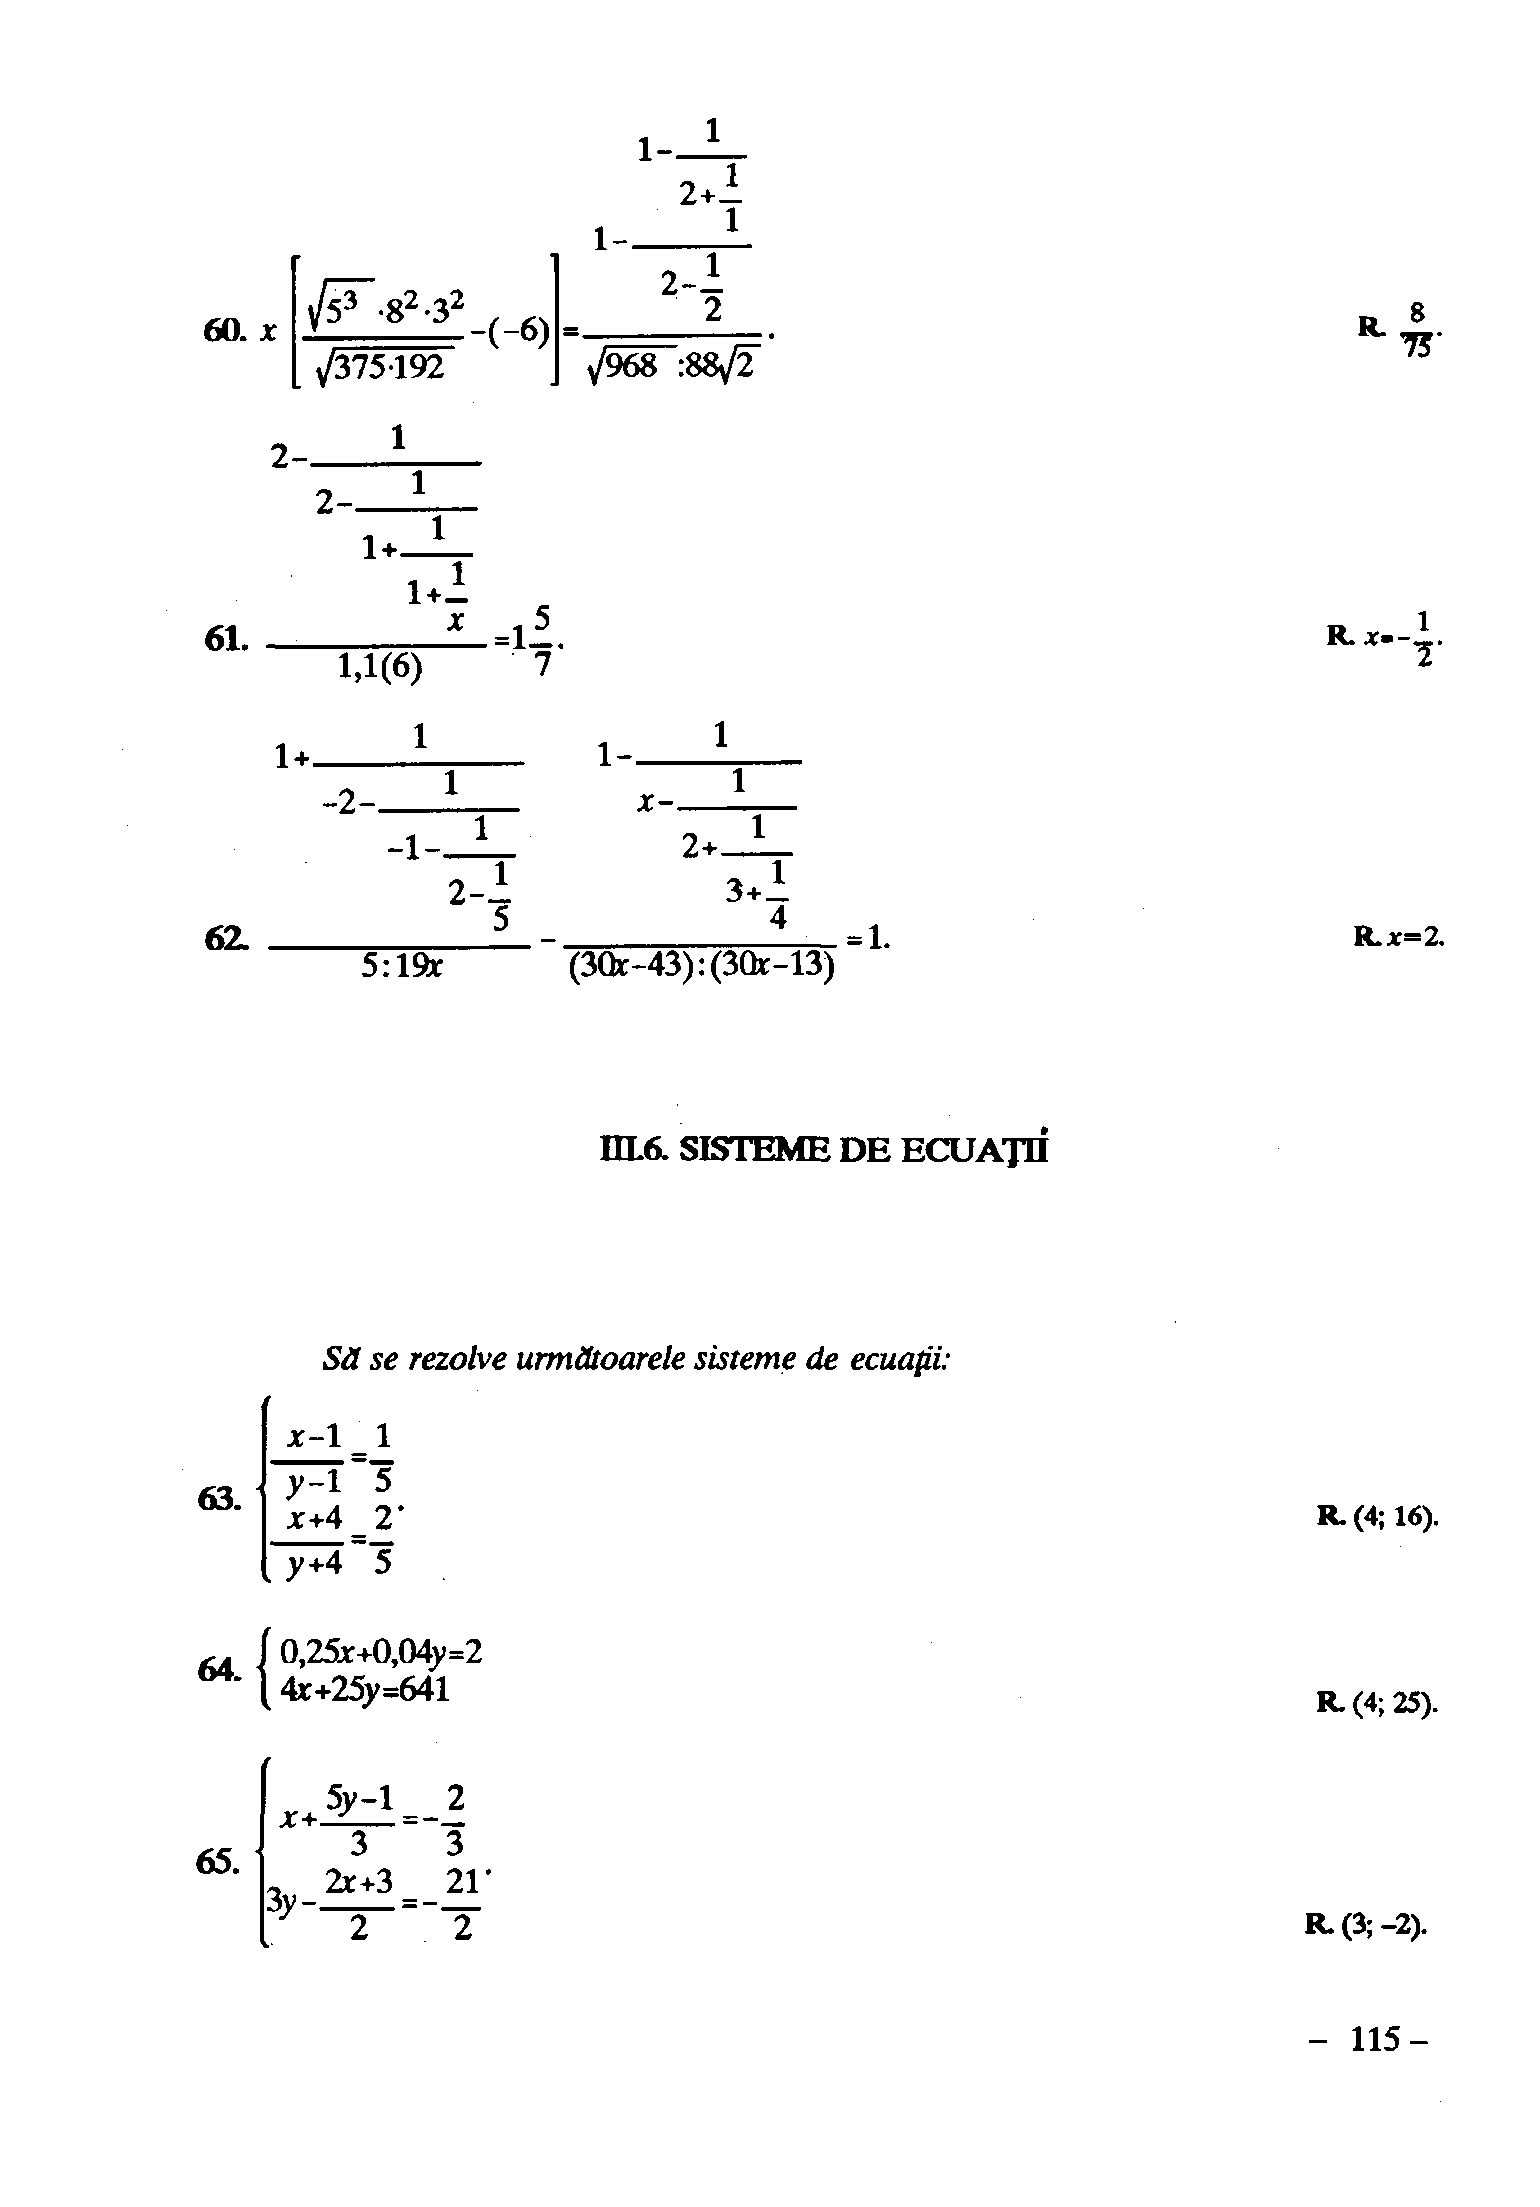 60. x [ (√5³ ·8²·3²)/(√375·192) -(-6) ] = (1-(1-1/(2+1/1))/(2-1/2))/(√968 :88√2). R. 8/75.
61. (2-1/(2-1/(1+1/(1+1/x))))/(1,1(6)) =1 5/7. R. x=-1/2.
62. (1+1/(-2-1/(-1-1/(2-1/5))))/(5:19x) - (1-1/(x-1/(2+1/(3+1/4))))/((30x-43):(30x-13)) =1. R. x=2.
III.6. SISTEME DE ECUAŢII
Să se rezolve următoarele sisteme de ecuaţii:
63. { (x-1)/(y-1) = 1/5
(x+4)/(y+4) = 2/5 . R. (4; 16).
64. { 0,25x+0,04y=2
4x+25y=641
R. (4; 25).
65. { x+(5y-1)/3 =-2/3
3y-(2x+3)/2 =-21/2 .
R. (3; -2).
- 115 -